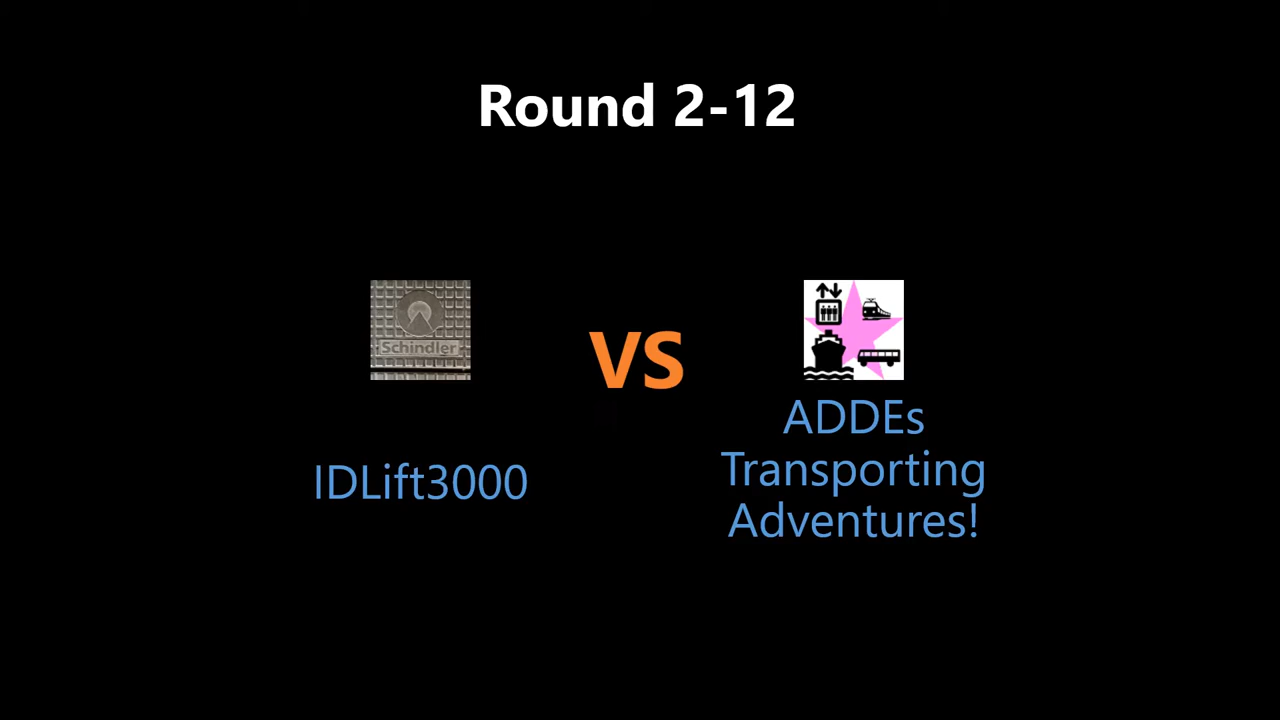 Round 2-12
Schindler
VS
IDLift3000
ADDEs
Transporting
Adventures!